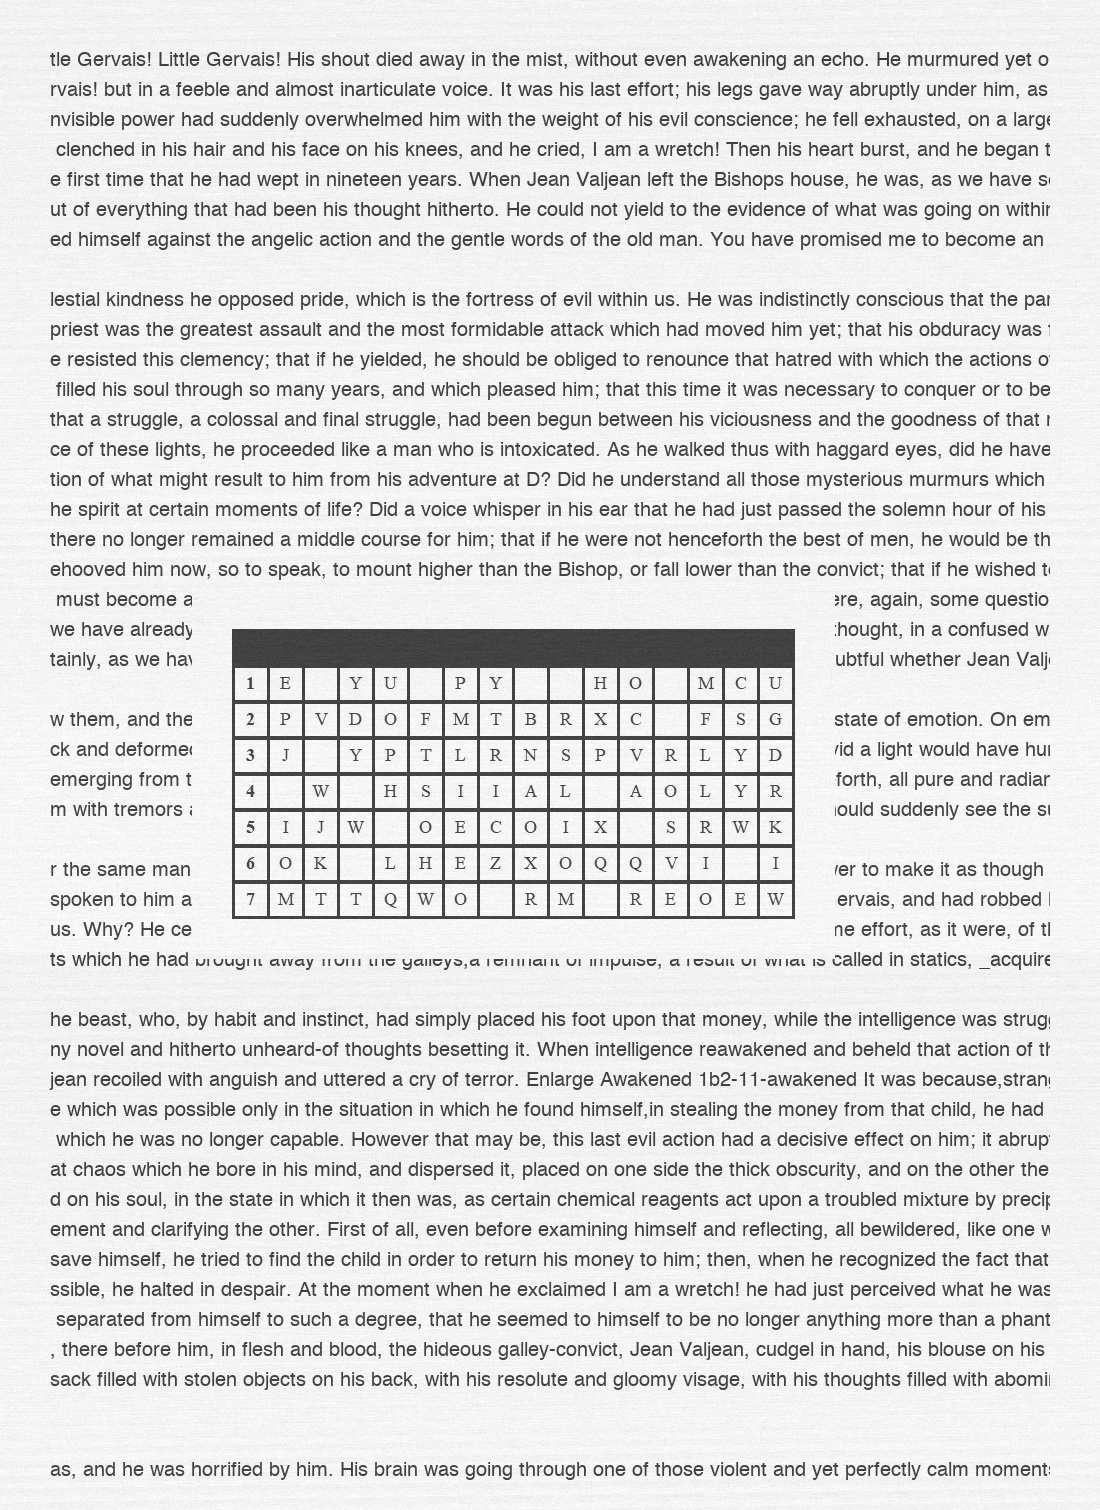 tle Gervais! Little Gervais! His shout died away in the mist, without even awakening an echo. He murmured yet o
rvais! but in a feeble and almost inarticulate voice. It was his last effort; his legs gave way abruptly under him, as
nvisible power had suddenly overwhelmed him with the weight of his evil conscience; he fell exhausted, on a large
clenched in his hair and his face on his knees, and he cried, I am a wretch! Then his heart burst, and he began t
e first time that he had wept in nineteen years. When Jean Valjean left the Bishops house, he was, as we have s
ut of everything that had been his thought hitherto. He could not yield to the evidence of what was going on within
ed himself against the angelic action and the gentle words of the old man. You have promised me to become an
lestial kindness he opposed pride, which is the fortress of evil within us. He was indistinctly conscious that the par
priest was the greatest assault and the most formidable attack which had moved him yet; that his obduracy was
e resisted this clemency; that if he yielded, he should be obliged to renounce that hatred with which the actions of
filled his soul through so many years, and which pleased him; that this time it was necessary to conquer or to be
that a struggle, a colossal and final struggle, had been begun between his viciousness and the goodness of that
ce of these lights, he proceeded like a man who is intoxicated. As he walked thus with haggard eyes, did he have
tion of what might result to him from his adventure at D? Did he understand all those mysterious murmurs which
he spirit at certain moments of life? Did a voice whisper in his ear that he had just passed the solemn hour of his
there no longer remained a middle course for him; that if he were not henceforth the best of men, he would be th
ehooved him now, so to speak, to mount higher than the Bishop, or fall lower than the convict; that if he wished t
must become a ere, again, some questio
we have already thought, in a confused w
tainly, as we hav ubtful whether Jean Valj
1 E Y U P Y H O M C U
w them, and the state of emotion. On em
2 P V D O F M T B R X C F S G
ck and deformed vid a light would have hur
3 J Y P T L R N S P V R L Y D
emerging from t forth, all pure and radian
4 W H S I I A L A O L Y R
m with tremors ould suddenly see the su
5 I J W O E C O I X S R W K
r the same man ver to make it as though
6 O K L H E Z X O Q Q V I I
spoken to him a ervais, and had robbed
7 M T T Q W O R M R E O E W
us. Why? He ce me effort, as it were, of th
ts which he had brought away from the galleys,a remnant of impulse, a result of what is called in statics, _acquire
he beast, who, by habit and instinct, had simply placed his foot upon that money, while the intelligence was strug
ny novel and hitherto unheard-of thoughts besetting it. When intelligence reawakened and beheld that action of th
jean recoiled with anguish and uttered a cry of terror. Enlarge Awakened 1b2-11-awakened It was because,strang
e which was possible only in the situation in which he found himself,in stealing the money from that child, he had
which he was no longer capable. However that may be, this last evil action had a decisive effect on him; it abrup
at chaos which he bore in his mind, and dispersed it, placed on one side the thick obscurity, and on the other the
d on his soul, in the state in which it then was, as certain chemical reagents act upon a troubled mixture by precip
ement and clarifying the other. First of all, even before examining himself and reflecting, all bewildered, like one w
save himself, he tried to find the child in order to return his money to him; then, when he recognized the fact that
ssible, he halted in despair. At the moment when he exclaimed I am a wretch! he had just perceived what he was
separated from himself to such a degree, that he seemed to himself to be no longer anything more than a phant
, there before him, in flesh and blood, the hideous galley-convict, Jean Valjean, cudgel in hand, his blouse on his
sack filled with stolen objects on his back, with his resolute and gloomy visage, with his thoughts filled with abomi
as, and he was horrified by him. His brain was going through one of those violent and yet perfectly calm moments